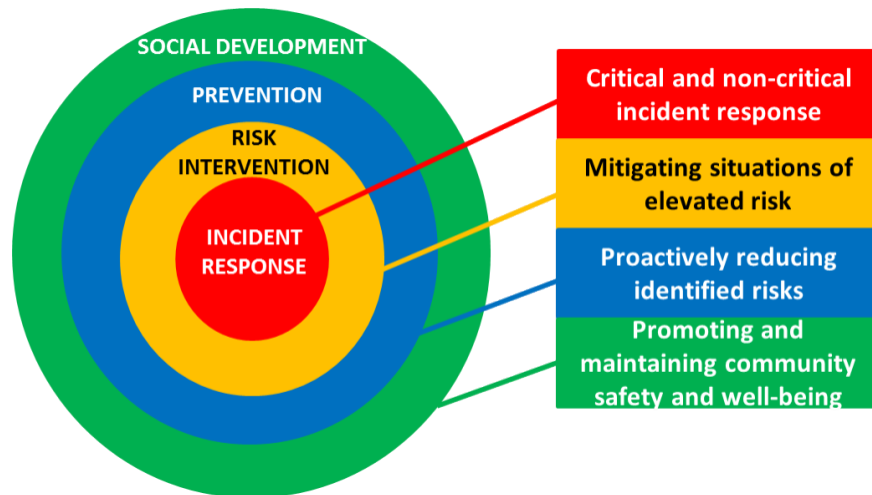 SOCIAL DEVELOPMENT
PREVENTION
RISK
INTERVENTION
INCIDENT
RESPONSE
Critical and non-critical
incident response
Mitigating situations of
elevated risk
Proactively reducing
identified risks
Promoting and
maintaining community
safety and well-being